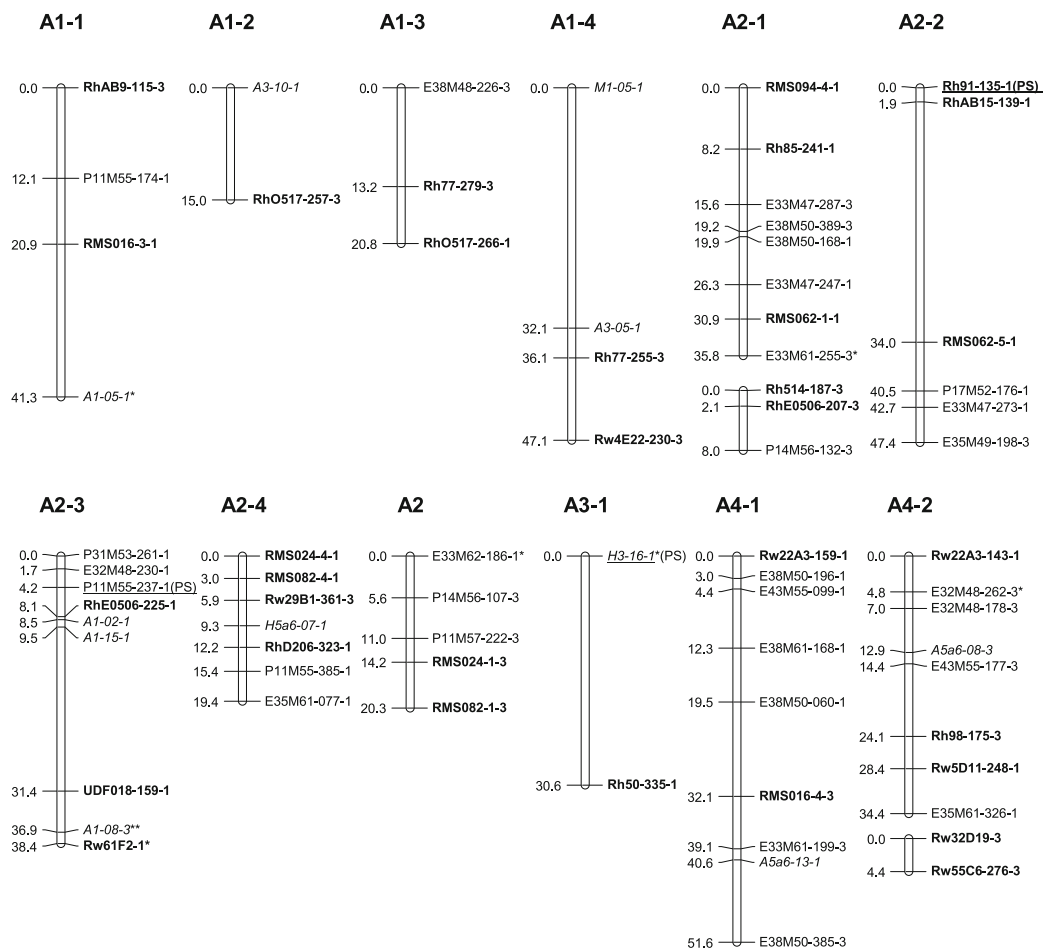 A1-1
0.0 RhAB9-115-3
12.1 P11M55-174-1
20.9 RMS016-3-1
41.3 A1-05-1*
A1-2
0.0 A3-10-1
15.0 RhO517-257-3
A1-3
0.0 E38M48-226-3
13.2 Rh77-279-3
20.8 RhO517-266-1
A1-4
0.0 M1-05-1
32.1 A3-05-1
36.1 Rh77-255-3
47.1 Rw4E22-230-3
A2-1
0.0 RMS094-4-1
8.2 Rh85-241-1
15.6 E33M47-287-3
19.2 E38M50-389-3
19.9 E38M50-168-1
26.3 E33M47-247-1
30.9 RMS062-1-1
35.8 E33M61-255-3*
0.0 Rh514-187-3
2.1 RhE0506-207-3
8.0 P14M56-132-3
A2-2
0.0 Rh91-135-1(PS)
1.9 RhAB15-139-1
34.0 RMS062-5-1
40.5 P17M52-176-1
42.7 E33M47-273-1
47.4 E35M49-198-3
A2-3
0.0 P31M53-261-1
1.7 E32M48-230-1
4.2 P11M55-237-1(PS)
8.1 RhE0506-225-1
8.5 A1-02-1
9.5 A1-15-1
31.4 UDF018-159-1
36.9 A1-08-3**
38.4 Rw61F2-1*
A2-4
0.0 RMS024-4-1
3.0 RMS082-4-1
5.9 Rw29B1-361-3
9.3 H5a6-07-1
12.2 RhD206-323-1
15.4 P11M55-385-1
19.4 E35M61-077-1
A2
0.0 E33M62-186-1*
5.6 P14M56-107-3
11.0 P11M57-222-3
14.2 RMS024-1-3
20.3 RMS082-1-3
A3-1
0.0 H3-16-1*(PS)
30.6 Rh50-335-1
A4-1
0.0 Rw22A3-159-1
3.0 E38M50-196-1
4.4 E43M55-099-1
12.3 E38M61-168-1
19.5 E38M50-060-1
32.1 RMS016-4-3
39.1 E33M61-199-3
40.6 A5a6-13-1
51.6 E38M50-385-3
A4-2
0.0 Rw22A3-143-1
4.8 E32M48-262-3*
7.0 E32M48-178-3
12.9 A5a6-08-3
14.4 E43M55-177-3
24.1 Rh98-175-3
28.4 Rw5D11-248-1
34.4 E35M61-326-1
0.0 Rw32D19-3
4.4 Rw55C6-276-3